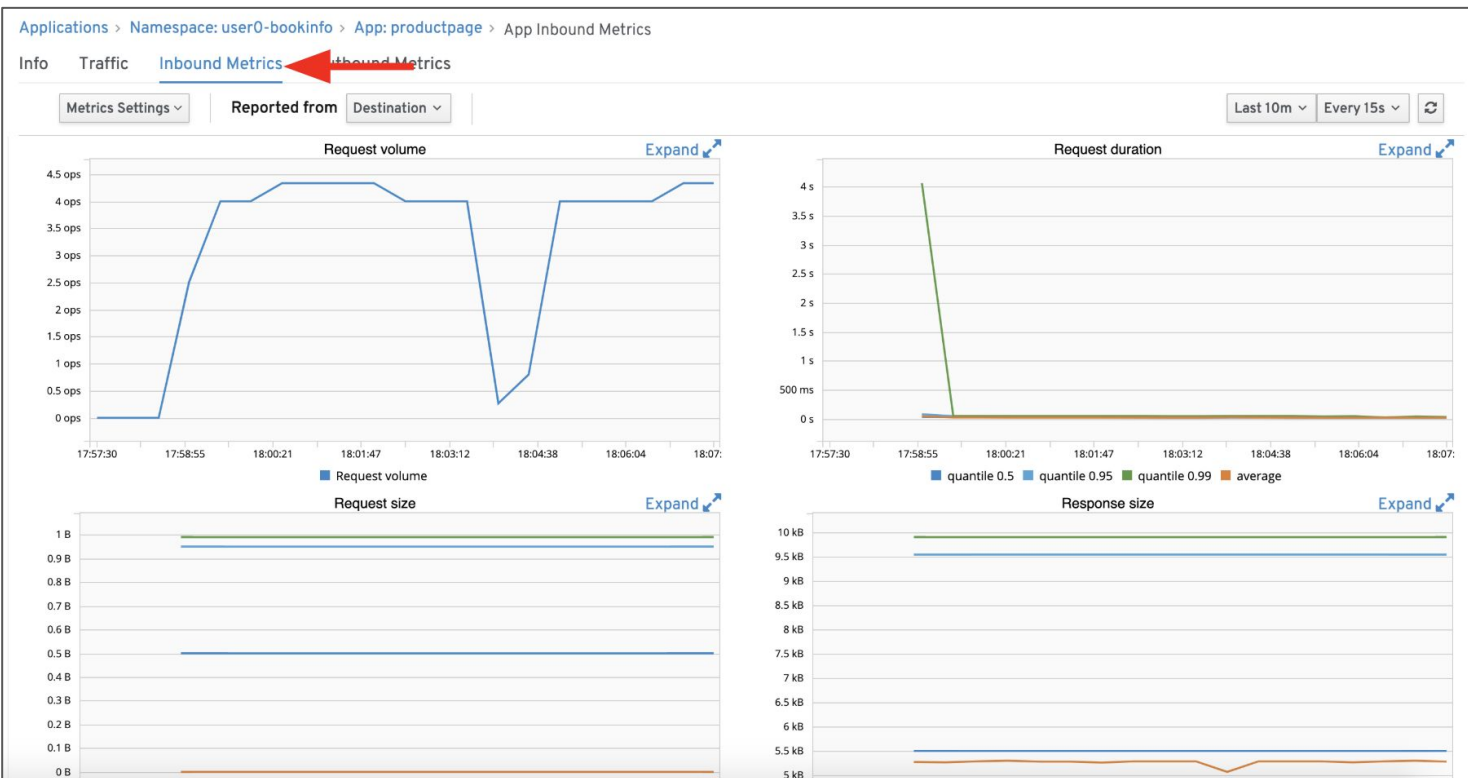 Applications > Namespace: user0-bookinfo > App: productpage > App Inbound Metrics
Info Traffic Inbound Metrics Metrics
Metrics Settings Reported from Destination Last 10m Every 15s
Request volume Expand
4.5 ops
4 ops
3.5 ops
3 ops
2.5 ops
2 ops
1.5 ops
1 ops
0.5 ops
0 ops
17:57:30 17:58:55 18:00:21 18:01:47 18:03:12 18:04:38 18:06:04 18:07:
Request volume
Request duration Expand
4 s
3.5 s
3 s
2.5 s
2 s
1.5 s
1 s
500 ms
0 s
17:57:30 17:58:55 18:00:21 18:01:47 18:03:12 18:04:38 18:06:04 18:07:
quantile 0.5 quantile 0.95 quantile 0.99 average
Request size Expand
1 B
0.9 B
0.8 B
0.7 B
0.6 B
0.5 B
0.4 B
0.3 B
0.2 B
0.1 B
0 B
Response size Expand
10 kB
9.5 kB
9 kB
8.5 kB
8 kB
7.5 kB
7 kB
6.5 kB
6 kB
5.5 kB
5 kB